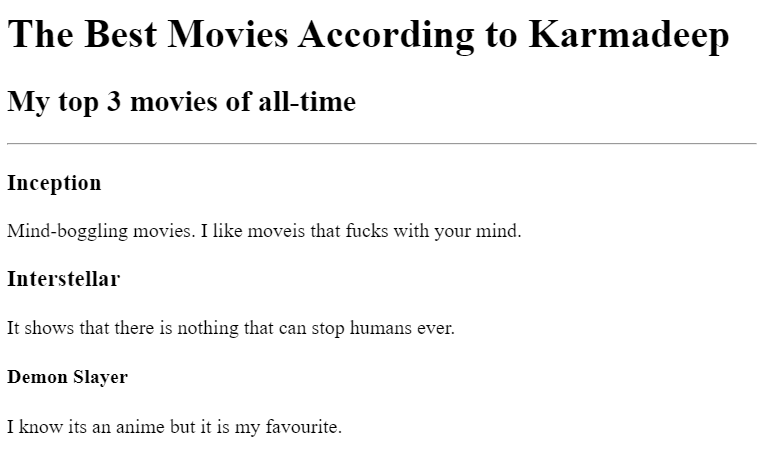 The Best Movies According to Karmadeep
My top 3 movies of all-time
Inception
Mind-boggling movies. I like moveis that fucks with your mind.
Interstellar
It shows that there is nothing that can stop humans ever.
Demon Slayer
I know its an anime but it is my favourite.